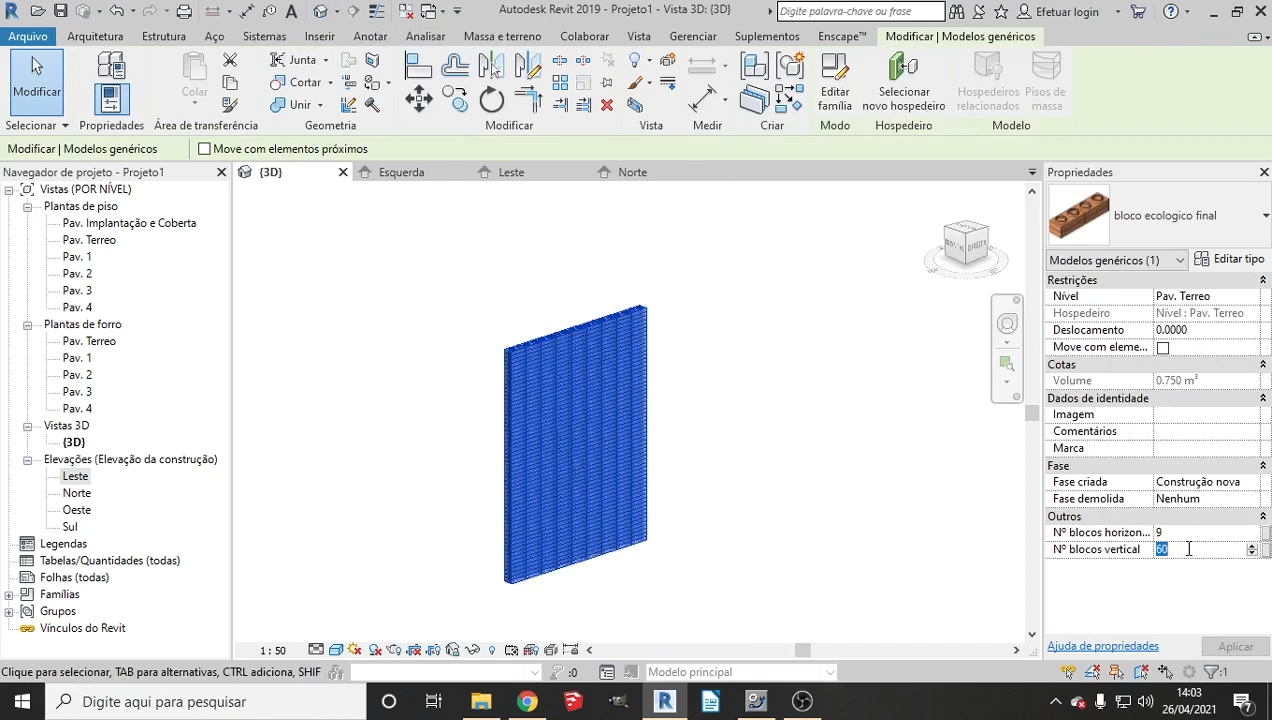 Autodesk Revit 2019 - Projeto1 - Vista 3D: {3D}
Digite palavra-chave ou frase
Efetuar login
Arquivo
Arquitetura
Estrutura
Aço
Sistemas
Inserir
Anotar
Analisar
Massa e terreno
Colaborar
Vista
Gerenciar
Suplementos
Enscape™
Modificar | Modelos genéricos
Modificar
Colar
Junta
Cortar
Unir
Editar
família
Selecionar
novo hospedeiro
Hospedeiros
relacionados
Pisos de
massa
Selecionar
Propriedades
Área de transferência
Geometria
Modificar
Vista
Medir
Criar
Modo
Hospedeiro
Modelo
Modificar | Modelos genéricos
Move com elementos próximos
Navegador de projeto - Projeto1
Vistas (POR NÍVEL)
Plantas de piso
Pav. Implantação e Coberta
Pav. Terreo
Pav. 1
Pav. 2
Pav. 3
Pav. 4
Plantas de forro
Pav. Terreo
Pav. 1
Pav. 2
Pav. 3
Pav. 4
Vistas 3D
{3D}
Elevações (Elevação da construção)
Leste
Norte
Oeste
Sul
Legendas
Tabelas/Quantidades (todas)
Folhas (todas)
Famílias
Grupos
Vínculos do Revit
{3D}
Esquerda
Leste
Norte
1 : 50
Propriedades
bloco ecologico final
Modelos genéricos (1)
Editar tipo
Restrições
Nível Pav. Terreo
Hospedeiro Nível : Pav. Terreo
Deslocamento 0.0000
Move com eleme...
Cotas
Volume 0.750 m³
Dados de identidade
Imagem
Comentários
Marca
Fase
Fase criada Construção nova
Fase demolida Nenhum
Outros
Nº blocos horizon... 9
Nº blocos vertical 60
Ajuda de propriedades
Aplicar
Clique para selecionar, TAB para alternativas, CTRL adiciona, SHIF
:0
Modelo principal
:1
Digite aqui para pesquisar
14:03
26/04/2021
7